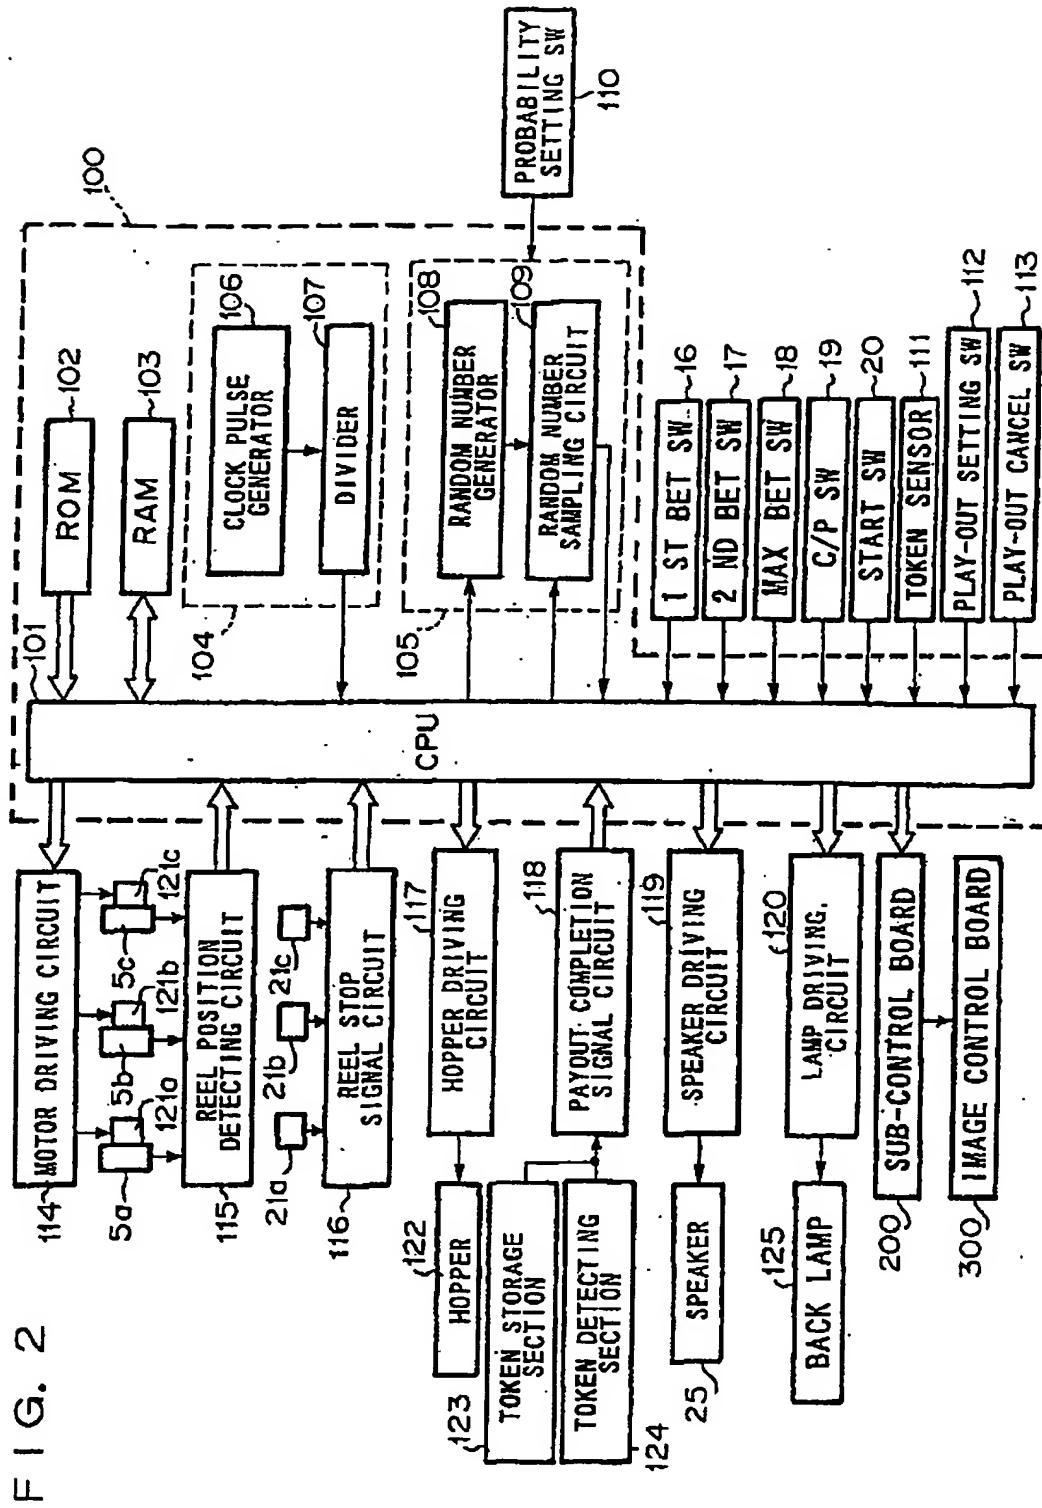 FIG. 2
100
101
ROM
102
RAM
103
104
CLOCK PULSE
GENERATOR
106
DIVIDER
107
105
RANDOM NUMBER
GENERATOR
108
RANDOM NUMBER
SAMPLING CIRCUIT
109
PROBABILITY
SETTING SW
110
CPU
1 ST BET SW
16
2 ND BET SW
17
MAX BET SW
18
C/P SW
19
START SW
20
TOKEN SENSOR
111
PLAY-OUT SETTING SW
112
PLAY-OUT CANCEL SW
113
114
MOTOR DRIVING CIRCUIT
5a
121a
5b
121b
5c
121c
115
REEL POSITION
DETECTING CIRCUIT
21a
21b
21c
116
REEL STOP
SIGNAL CIRCUIT
117
HOPPER DRIVING
CIRCUIT
122
HOPPER
118
PAYOUT COMPLETION
SIGNAL CIRCUIT
123
TOKEN STORAGE
SECTION
TOKEN DETECTING
SECTION
124
119
SPEAKER DRIVING
CIRCUIT
SPEAKER
25
120
LAMP DRIVING.
CIRCUIT
125
BACK LAMP
SUB-CONTROL BOARD
200
IMAGE CONTROL BOARD
300